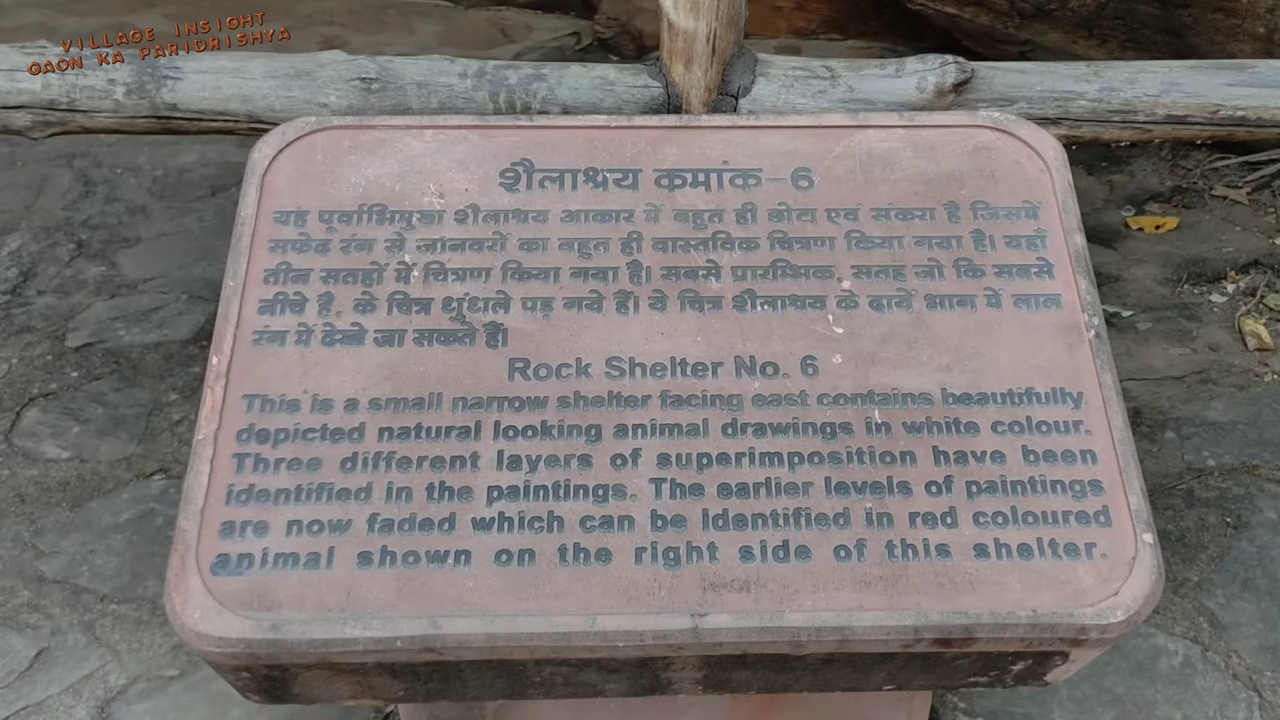 VILLAGE INSIGHT
GAON KA PARIDRISHYA
शैलाश्रय कमांक-6
यह पूर्वाभिमुख शैलाश्रय आकार में बहुत ही छोटा एवं संकरा है जिसमें
सफेद रंग से जानवरों का बहुत ही वास्तविक चित्रण किया गया है। यहाँ
तीन सतहों में चित्रण किया गया है। सबसे प्रारम्भिक, सतह जो कि सबसे
नीचे है, के चित्र धुंधले पड़ गये हैं। ये चित्र शैलाश्रय के दायें भाग में लाल
रंग में देखे जा सकते हैं।
Rock Shelter No. 6
This is a small narrow shelter facing east contains beautifully
depicted natural looking animal drawings in white colour.
Three different layers of superimposition have been
identified in the paintings. The earlier levels of paintings
are now faded which can be identified in red coloured
animal shown on the right side of this shelter.